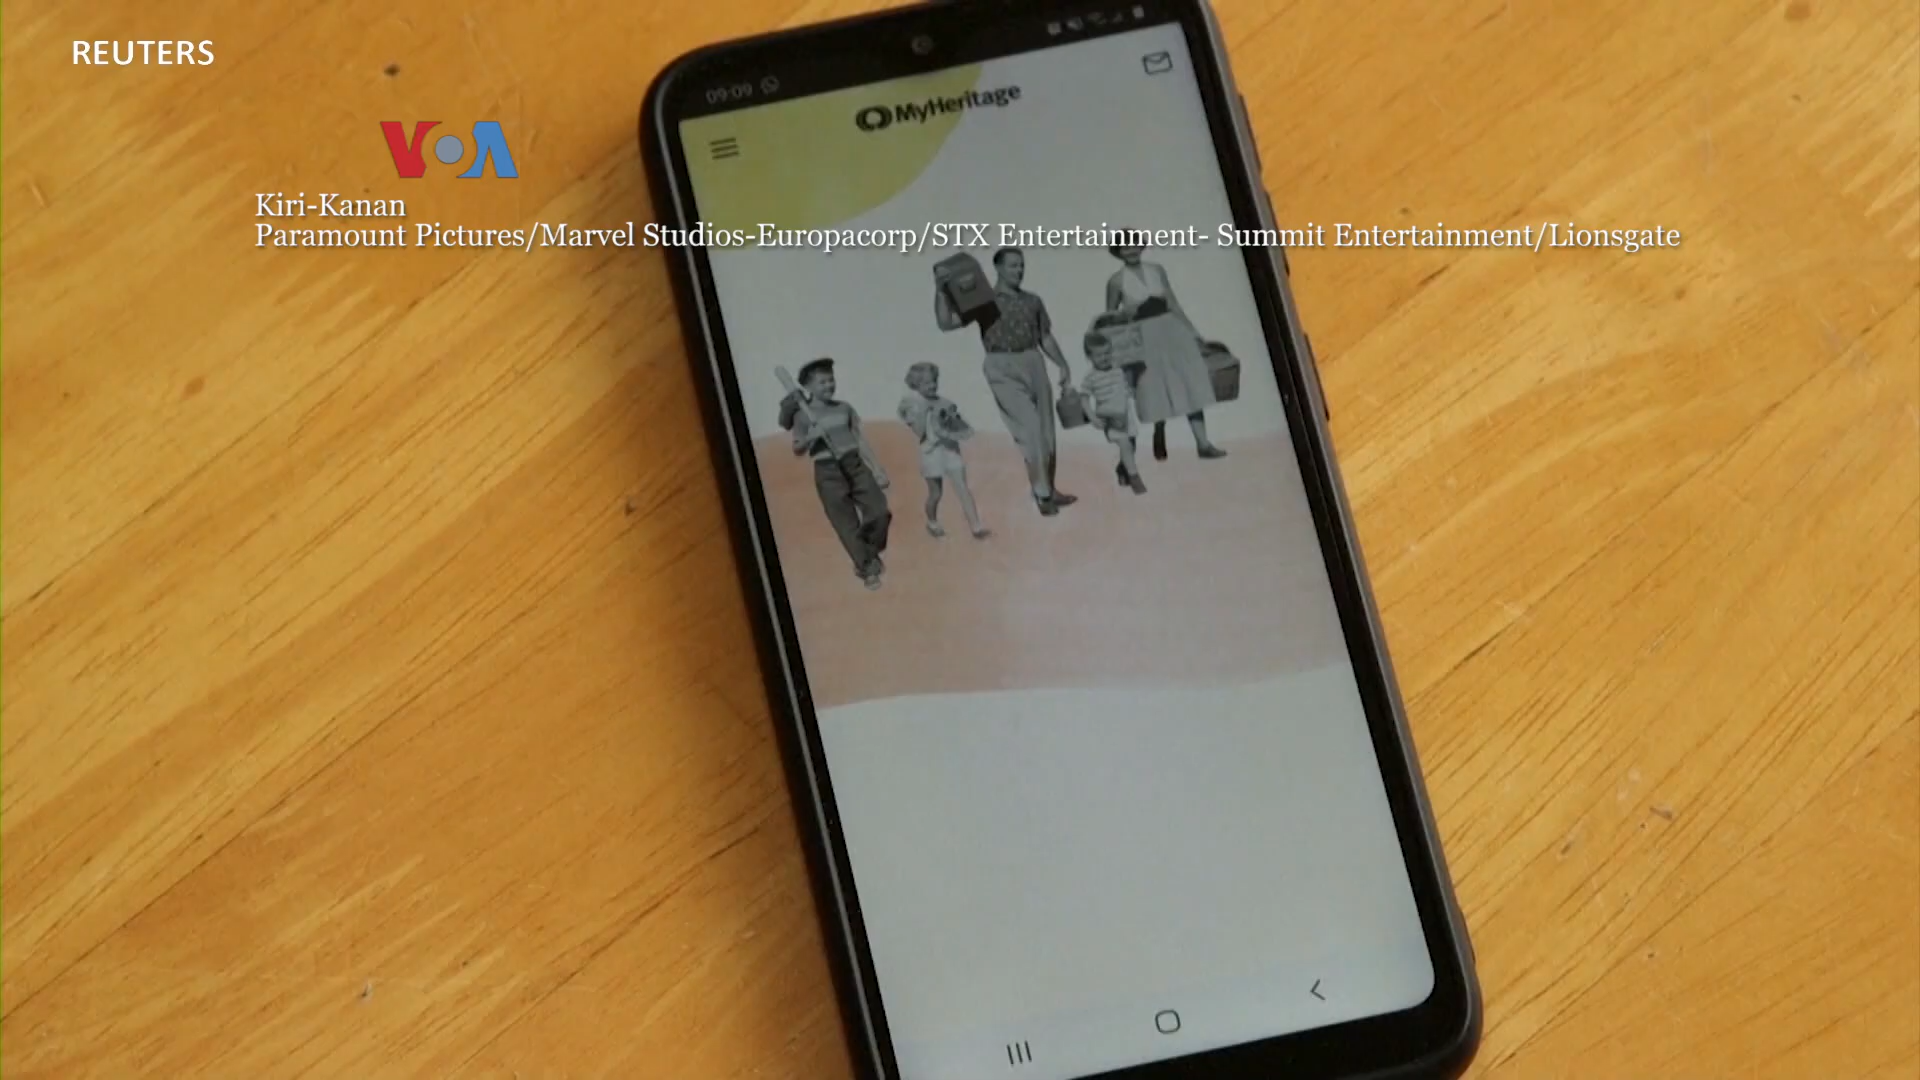 REUTERS
VOA
Kiri-Kanan
Paramount Pictures/Marvel Studios-Europacorp/STX Entertainment- Summit Entertainment/Lionsgate
09:09
MyHeritage